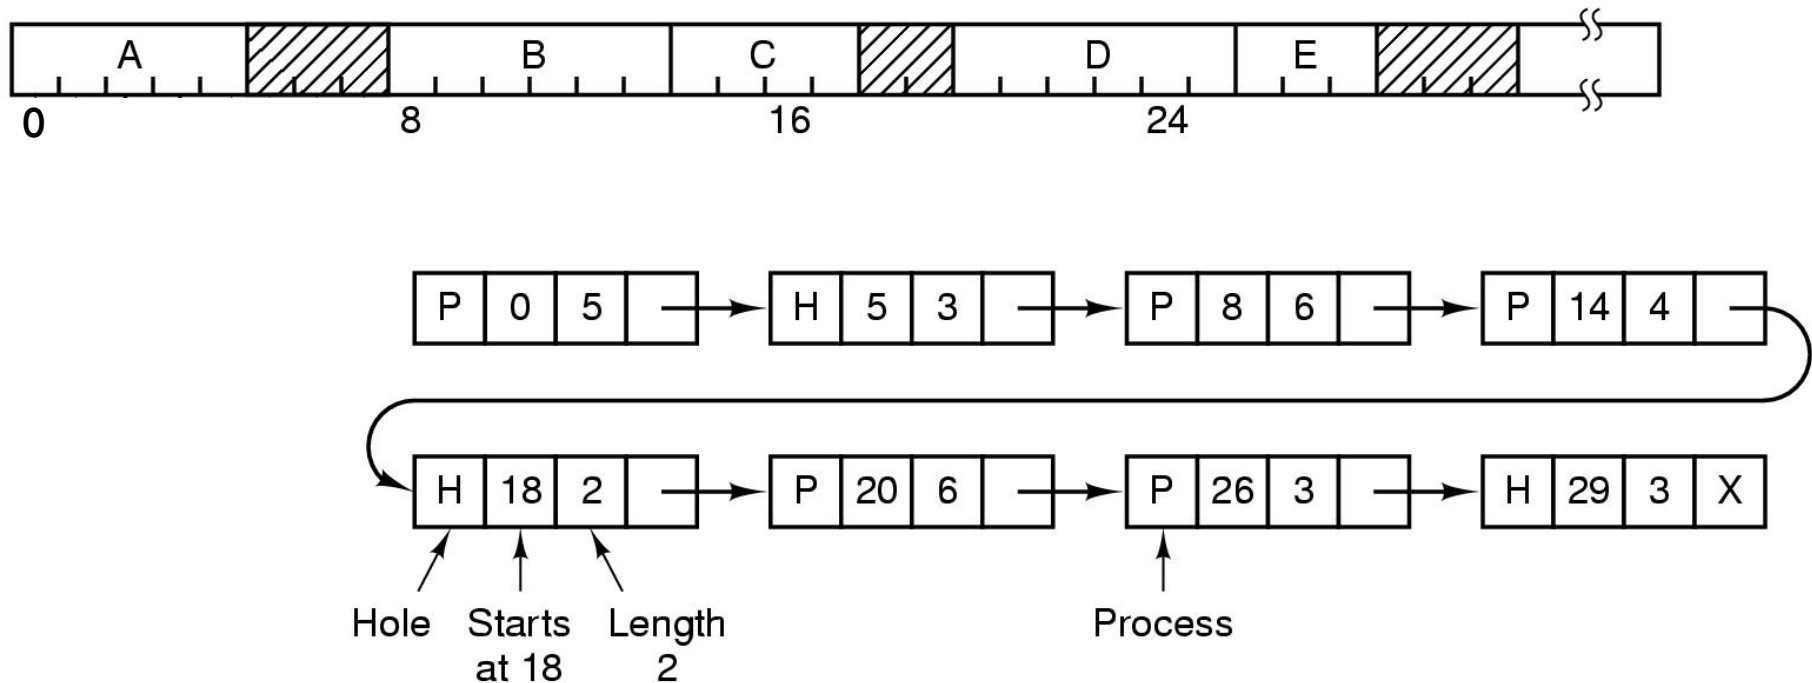 A B C D E
0 8 16 24
P 0 5 H 5 3 P 8 6 P 14 4
H 18 2 P 20 6 P 26 3 H 29 3 X
Hole Starts Length Process
at 18 2